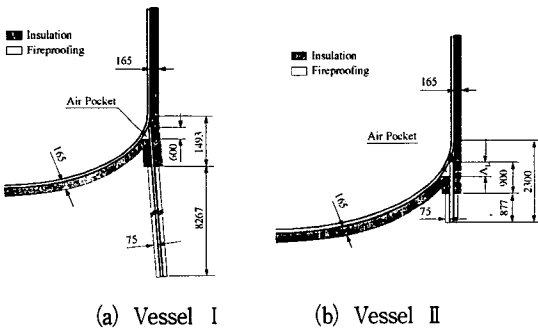 Insulation
Fireproofing
165
Air Pocket
165
600
1493
8267
75
(a) Vessel I
Insulation
Fireproofing
165
Air Pocket
165
75
900
877
2300
(b) Vessel II